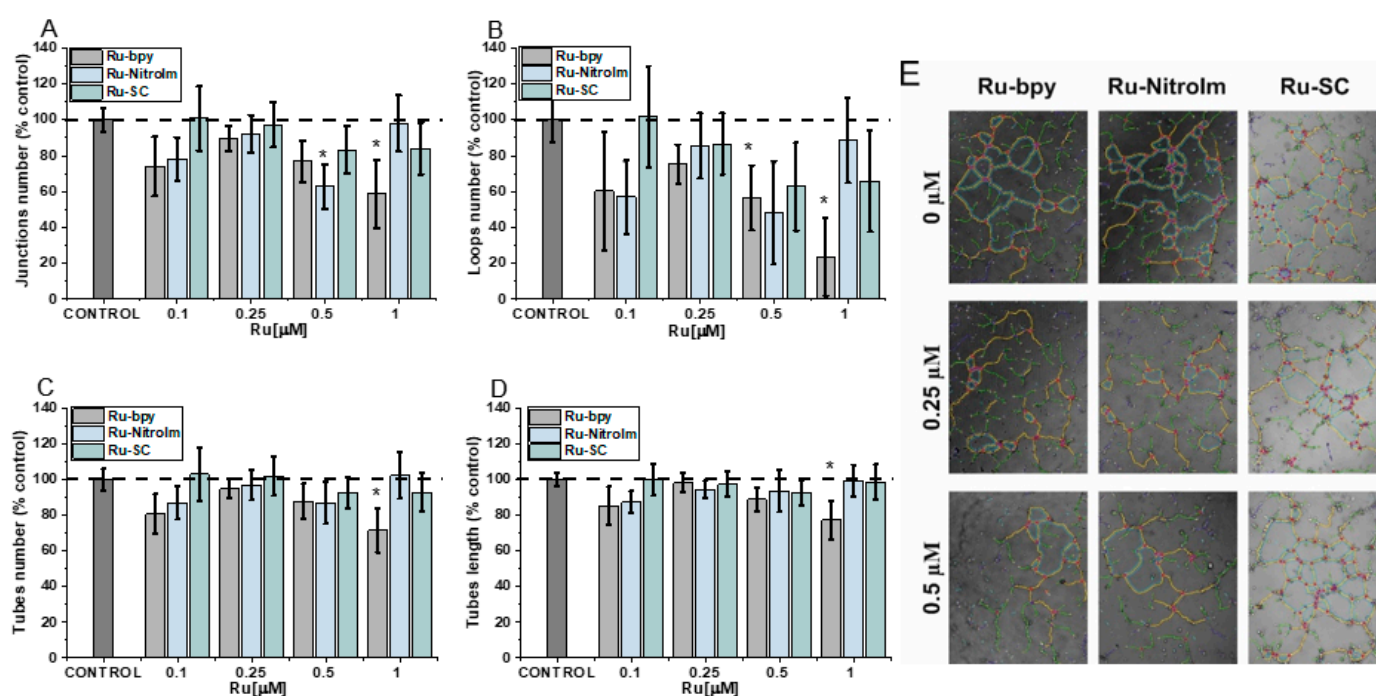 A
Junctions number (% control)
140
120
100
80
60
40
20
0
Ru-bpy
Ru-NitroIm
Ru-SC
*
*
CONTROL 0.1 0.25 0.5 1
Ru[μM]
B
Loops number (% control)
140
120
100
80
60
40
20
0
Ru-bpy
Ru-NitroIm
Ru-SC
*
*
CONTROL 0.1 0.25 0.5 1
Ru[μM]
C
Tubes number (% control)
140
120
100
80
60
40
20
0
Ru-bpy
Ru-NitroIm
Ru-SC
*
CONTROL 0.1 0.25 0.5 1
Ru[μM]
D
Tubes length (% control)
140
120
100
80
60
40
20
0
Ru-bpy
Ru-NitroIm
Ru-SC
*
CONTROL 0.1 0.25 0.5 1
Ru[μM]
E
Ru-bpy Ru-NitroIm Ru-SC
0 μM
0.25 μM
0.5 μM